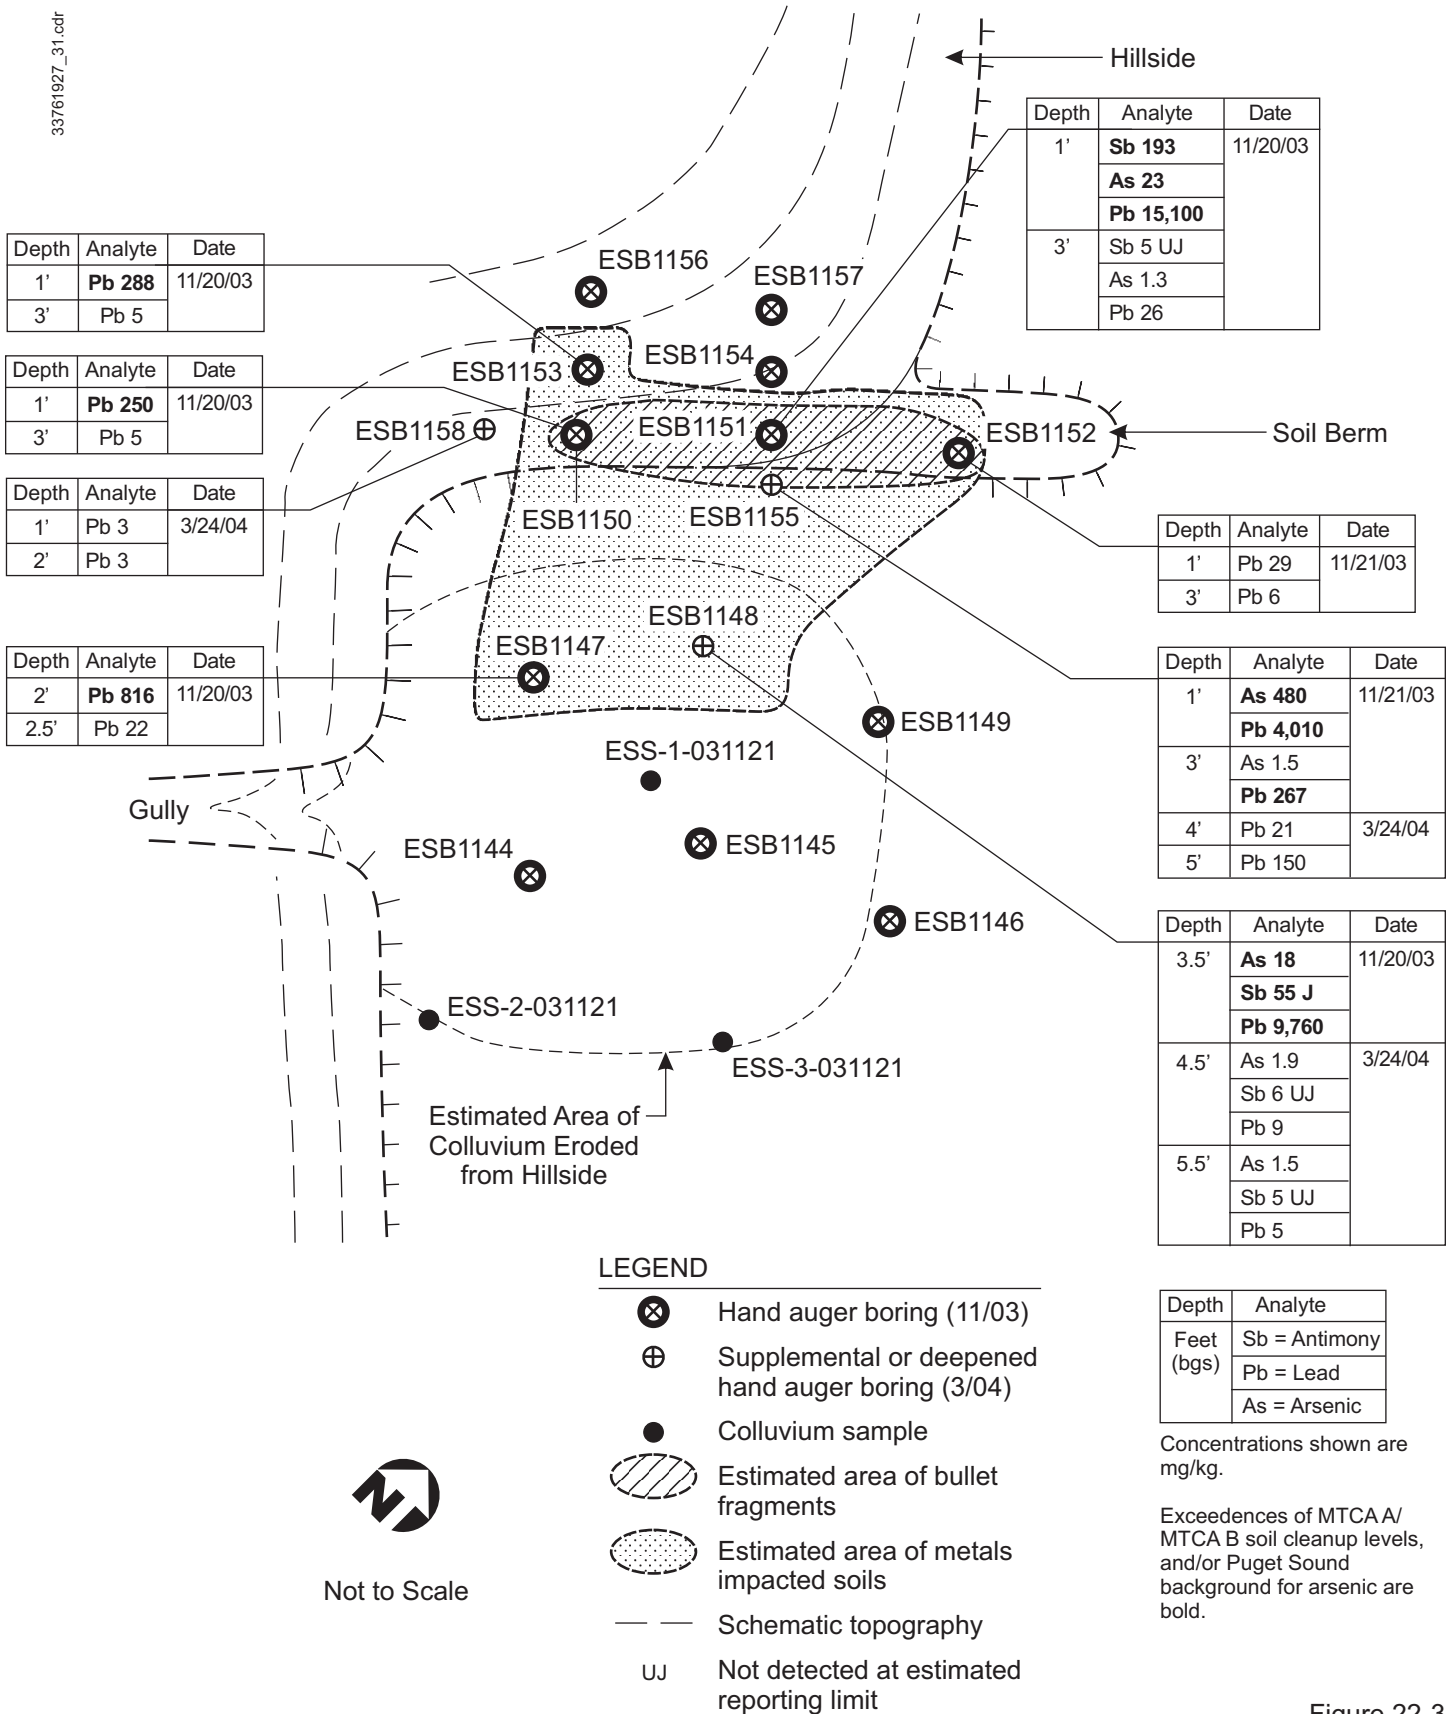 33761927_31.cdr
Hillside
Depth Analyte Date
1’ Sb 193 11/20/03
As 23
Pb 15,100
3’ Sb 5 UJ
As 1.3
Pb 26
Depth Analyte Date
1’ Pb 288 11/20/03
3’ Pb 5
ESB1156
ESB1157
ESB1153
ESB1154
Depth Analyte Date
1’ Pb 250 11/20/03
3’ Pb 5
ESB1158
ESB1151
ESB1152
Soil Berm
Depth Analyte Date
1’ Pb 3 3/24/04
2’ Pb 3
ESB1150
ESB1155
Depth Analyte Date
1’ Pb 29 11/21/03
3’ Pb 6
ESB1148
ESB1147
Depth Analyte Date
2’ Pb 816 11/20/03
2.5’ Pb 22
Depth Analyte Date
1’ As 480 11/21/03
Pb 4,010
3’ As 1.5
Pb 267
4’ Pb 21 3/24/04
5’ Pb 150
ESB1149
ESS-1-031121
Gully
ESB1144
ESB1145
ESB1146
Depth Analyte Date
3.5’ As 18 11/20/03
Sb 55 J
Pb 9,760
4.5’ As 1.9 3/24/04
Sb 6 UJ
Pb 9
5.5’ As 1.5
Sb 5 UJ
Pb 5
ESS-2-031121
ESS-3-031121
Estimated Area of
Colluvium Eroded
from Hillside
LEGEND
Hand auger boring (11/03)
Supplemental or deepened
hand auger boring (3/04)
Colluvium sample
Estimated area of bullet
fragments
Estimated area of metals
impacted soils
Schematic topography
UJ Not detected at estimated
reporting limit
N
Not to Scale
Depth Analyte
Feet Sb = Antimony
(bgs) Pb = Lead
As = Arsenic
Concentrations shown are
mg/kg.
Exceedences of MTCA A/
MTCA B soil cleanup levels,
and/or Puget Sound
background for arsenic are
bold.
Figure 22-3